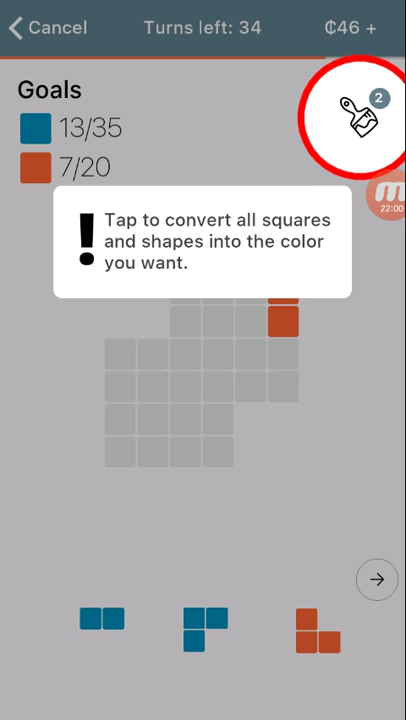 Cancel
Turns left: 34
₵46 +
Goals
2
13/35
7/20
22:00
Tap to convert all squares
and shapes into the color
you want.